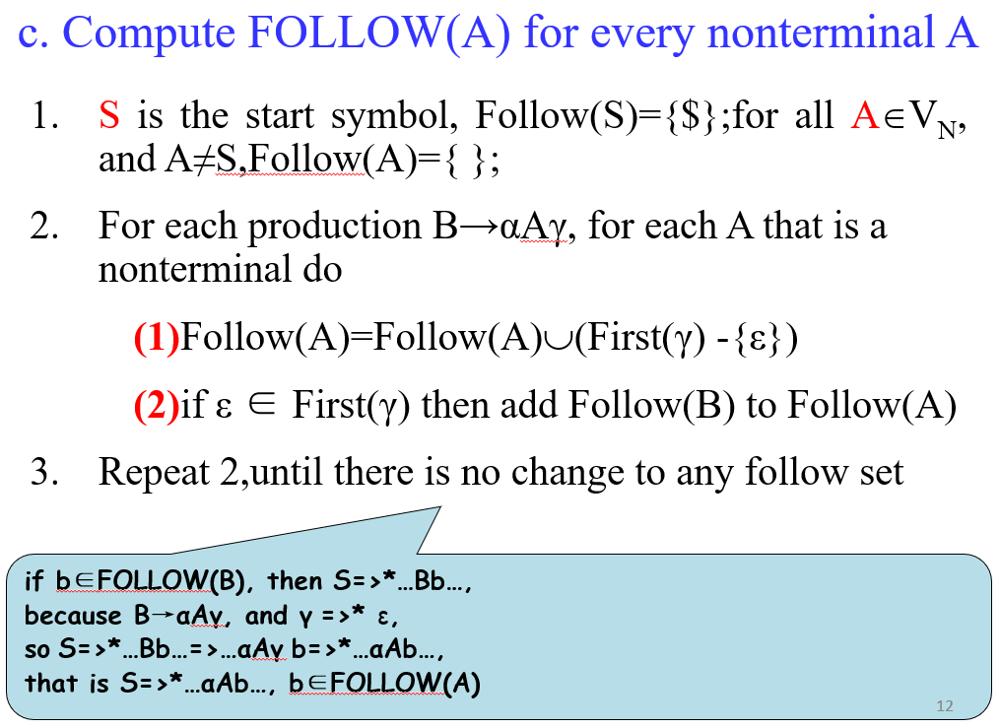 c. Compute FOLLOW(A) for every nonterminal A
1. S is the start symbol, Follow(S)={$};for all A∈V_N,
and A≠S,Follow(A)={ };
2. For each production B→αAγ, for each A that is a
nonterminal do
(1)Follow(A)=Follow(A)∪(First(γ) -{ε})
(2)if ε ∈ First(γ) then add Follow(B) to Follow(A)
3. Repeat 2,until there is no change to any follow set
if b∈FOLLOW(B), then S=>*…Bb…,
because B→αAγ, and γ =>* ε,
so S=>*…Bb…=>…αAγ b=>*…αAb…,
that is S=>*…αAb…, b∈FOLLOW(A)
12